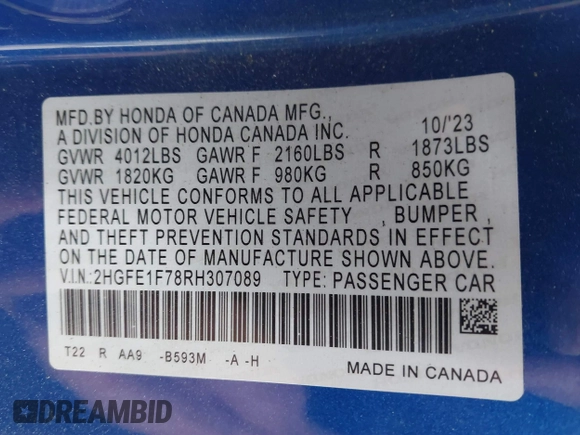 MFD.BY HONDA OF CANADA MFG.,
A DIVISION OF HONDA CANADA INC. 10/'23
GVWR 4012LBS GAWR F 2160LBS R 1873LBS
GVWR 1820KG GAWR F 980KG R 850KG
THIS VEHICLE CONFORMS TO ALL APPLICABLE
FEDERAL MOTOR VEHICLE SAFETY , BUMPER ,
AND THEFT PREVENTION STANDARDS IN EFFECT
ON THE DATE OF MANUFACTURE SHOWN ABOVE.
V.I.N.:2HGFE1F78RH307089 TYPE: PASSENGER CAR
T22 R AA9 -B593M -A -H
MADE IN CANADA
DREAMBID